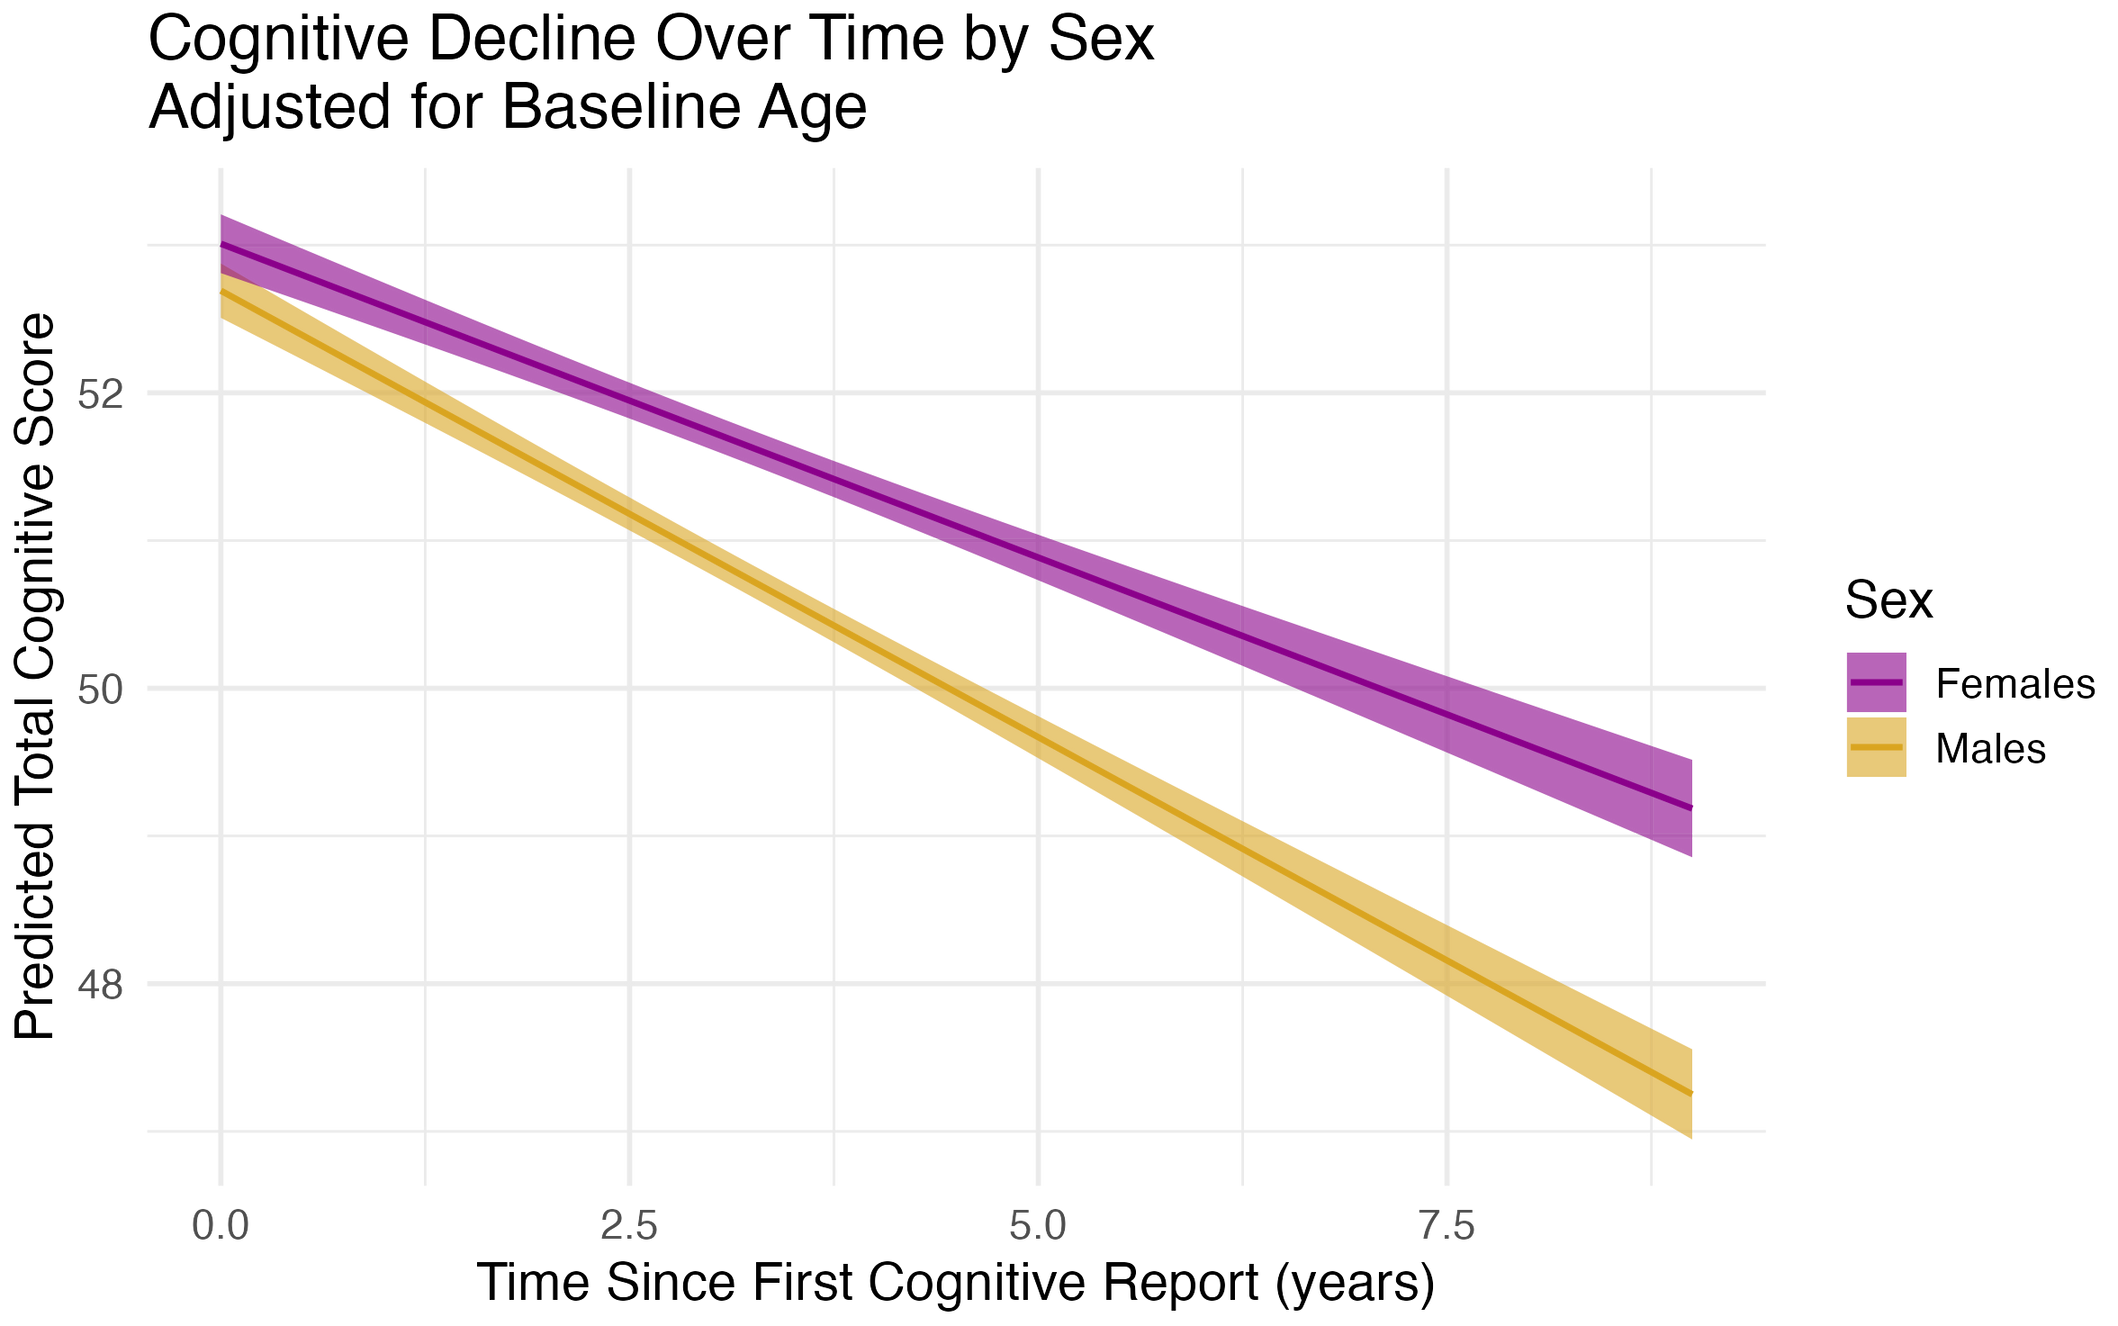 Cognitive Decline Over Time by Sex
Adjusted for Baseline Age
Predicted Total Cognitive Score
52
50
48
0.0
2.5
5.0
7.5
Time Since First Cognitive Report (years)
Sex
Females
Males